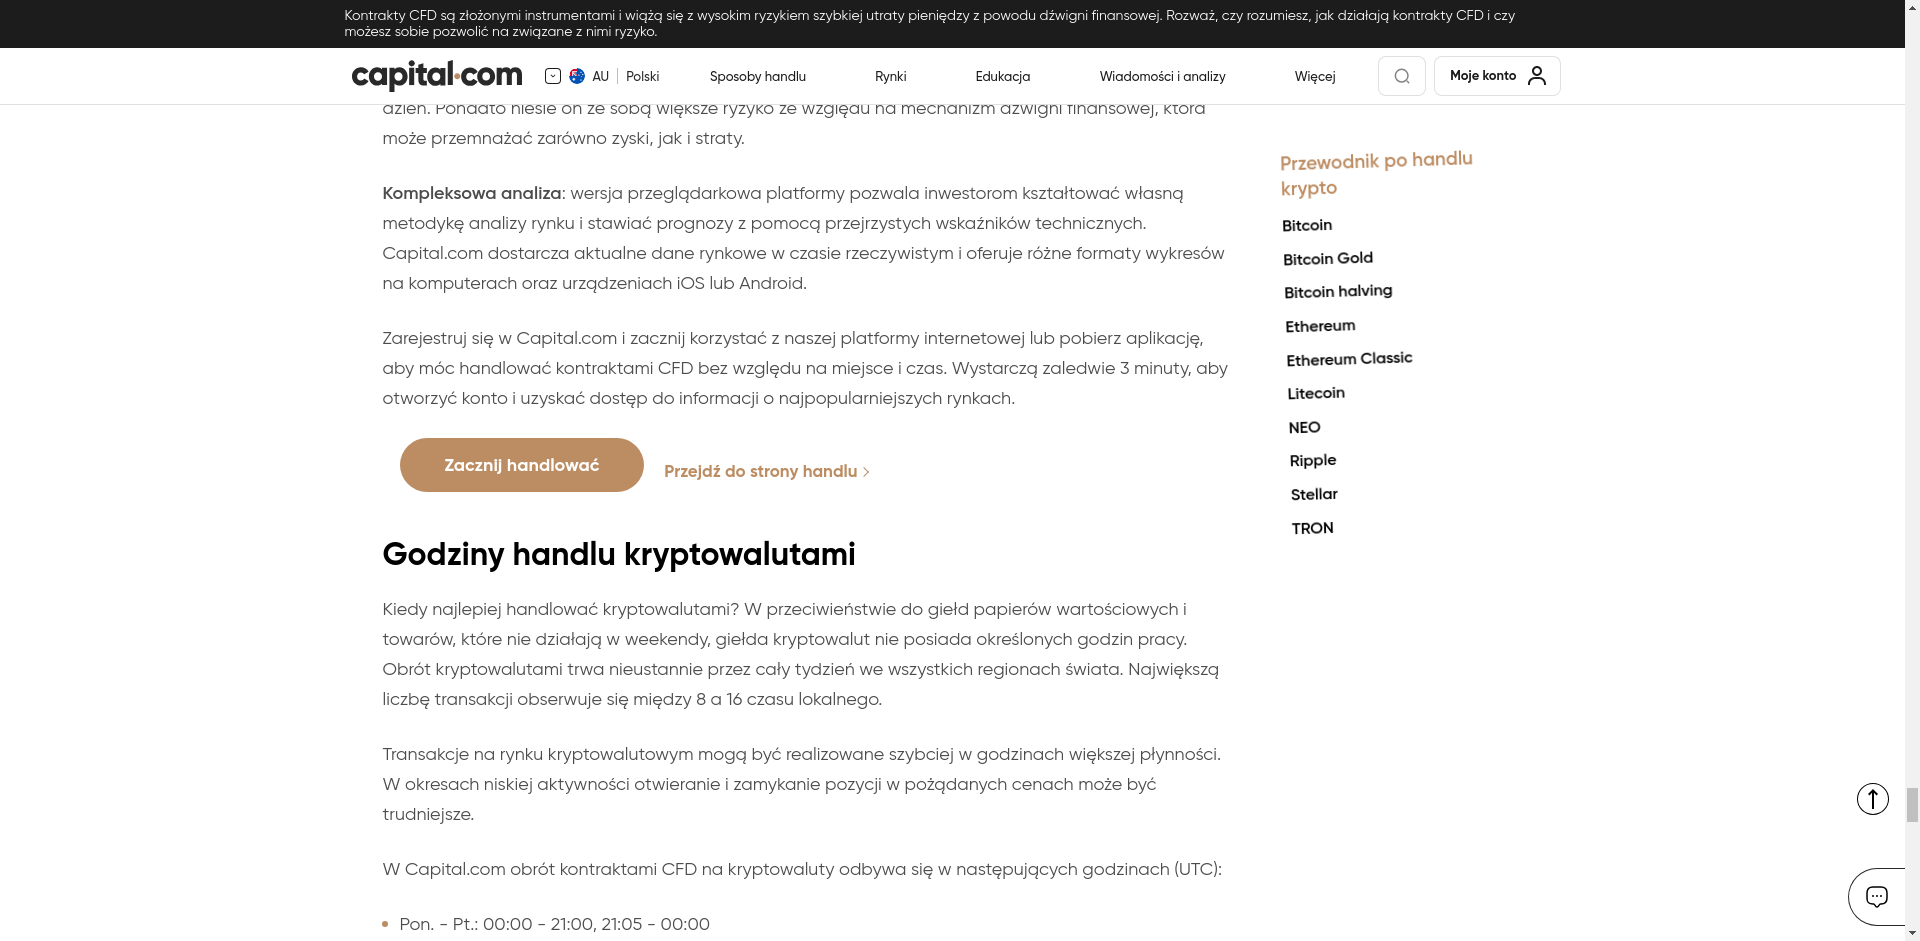 Kontrakty CFD są złożonymi instrumentami i wiążą się z wysokim ryzykiem szybkiej utraty pieniędzy z powodu dźwigni finansowej. Rozważ, czy rozumiesz, jak działają kontrakty CFD i czy
możesz sobie pozwolić na związane z nimi ryzyko.
capital.com
AU | Polski
Sposoby handlu
Rynki
Edukacja
Wiadomości i analizy
Więcej
Moje konto
dzień. Ponadto niesie on ze sobą większe ryzyko ze względu na mechanizm dźwigni finansowej, która
może przemnażać zarówno zyski, jak i straty.
Kompleksowa analiza: wersja przeglądarkowa platformy pozwala inwestorom kształtować własną
metodykę analizy rynku i stawiać prognozy z pomocą przejrzystych wskaźników technicznych.
Capital.com dostarcza aktualne dane rynkowe w czasie rzeczywistym i oferuje różne formaty wykresów
na komputerach oraz urządzeniach iOS lub Android.
Zarejestruj się w Capital.com i zacznij korzystać z naszej platformy internetowej lub pobierz aplikację,
aby móc handlować kontraktami CFD bez względu na miejsce i czas. Wystarczą zaledwie 3 minuty, aby
otworzyć konto i uzyskać dostęp do informacji o najpopularniejszych rynkach.
Zacznij handlować
Przejdź do strony handlu
Godziny handlu kryptowalutami
Kiedy najlepiej handlować kryptowalutami? W przeciwieństwie do giełd papierów wartościowych i
towarów, które nie działają w weekendy, giełda kryptowalut nie posiada określonych godzin pracy.
Obrót kryptowalutami trwa nieustannie przez cały tydzień we wszystkich regionach świata. Największą
liczbę transakcji obserwuje się między 8 a 16 czasu lokalnego.
Transakcje na rynku kryptowalutowym mogą być realizowane szybciej w godzinach większej płynności.
W okresach niskiej aktywności otwieranie i zamykanie pozycji w pożądanych cenach może być
trudniejsze.
W Capital.com obrót kontraktami CFD na kryptowaluty odbywa się w następujących godzinach (UTC):
Pon. - Pt.: 00:00 - 21:00, 21:05 - 00:00
Przewodnik po handlu
krypto
Bitcoin
Bitcoin Gold
Bitcoin halving
Ethereum
Ethereum Classic
Litecoin
NEO
Ripple
Stellar
TRON